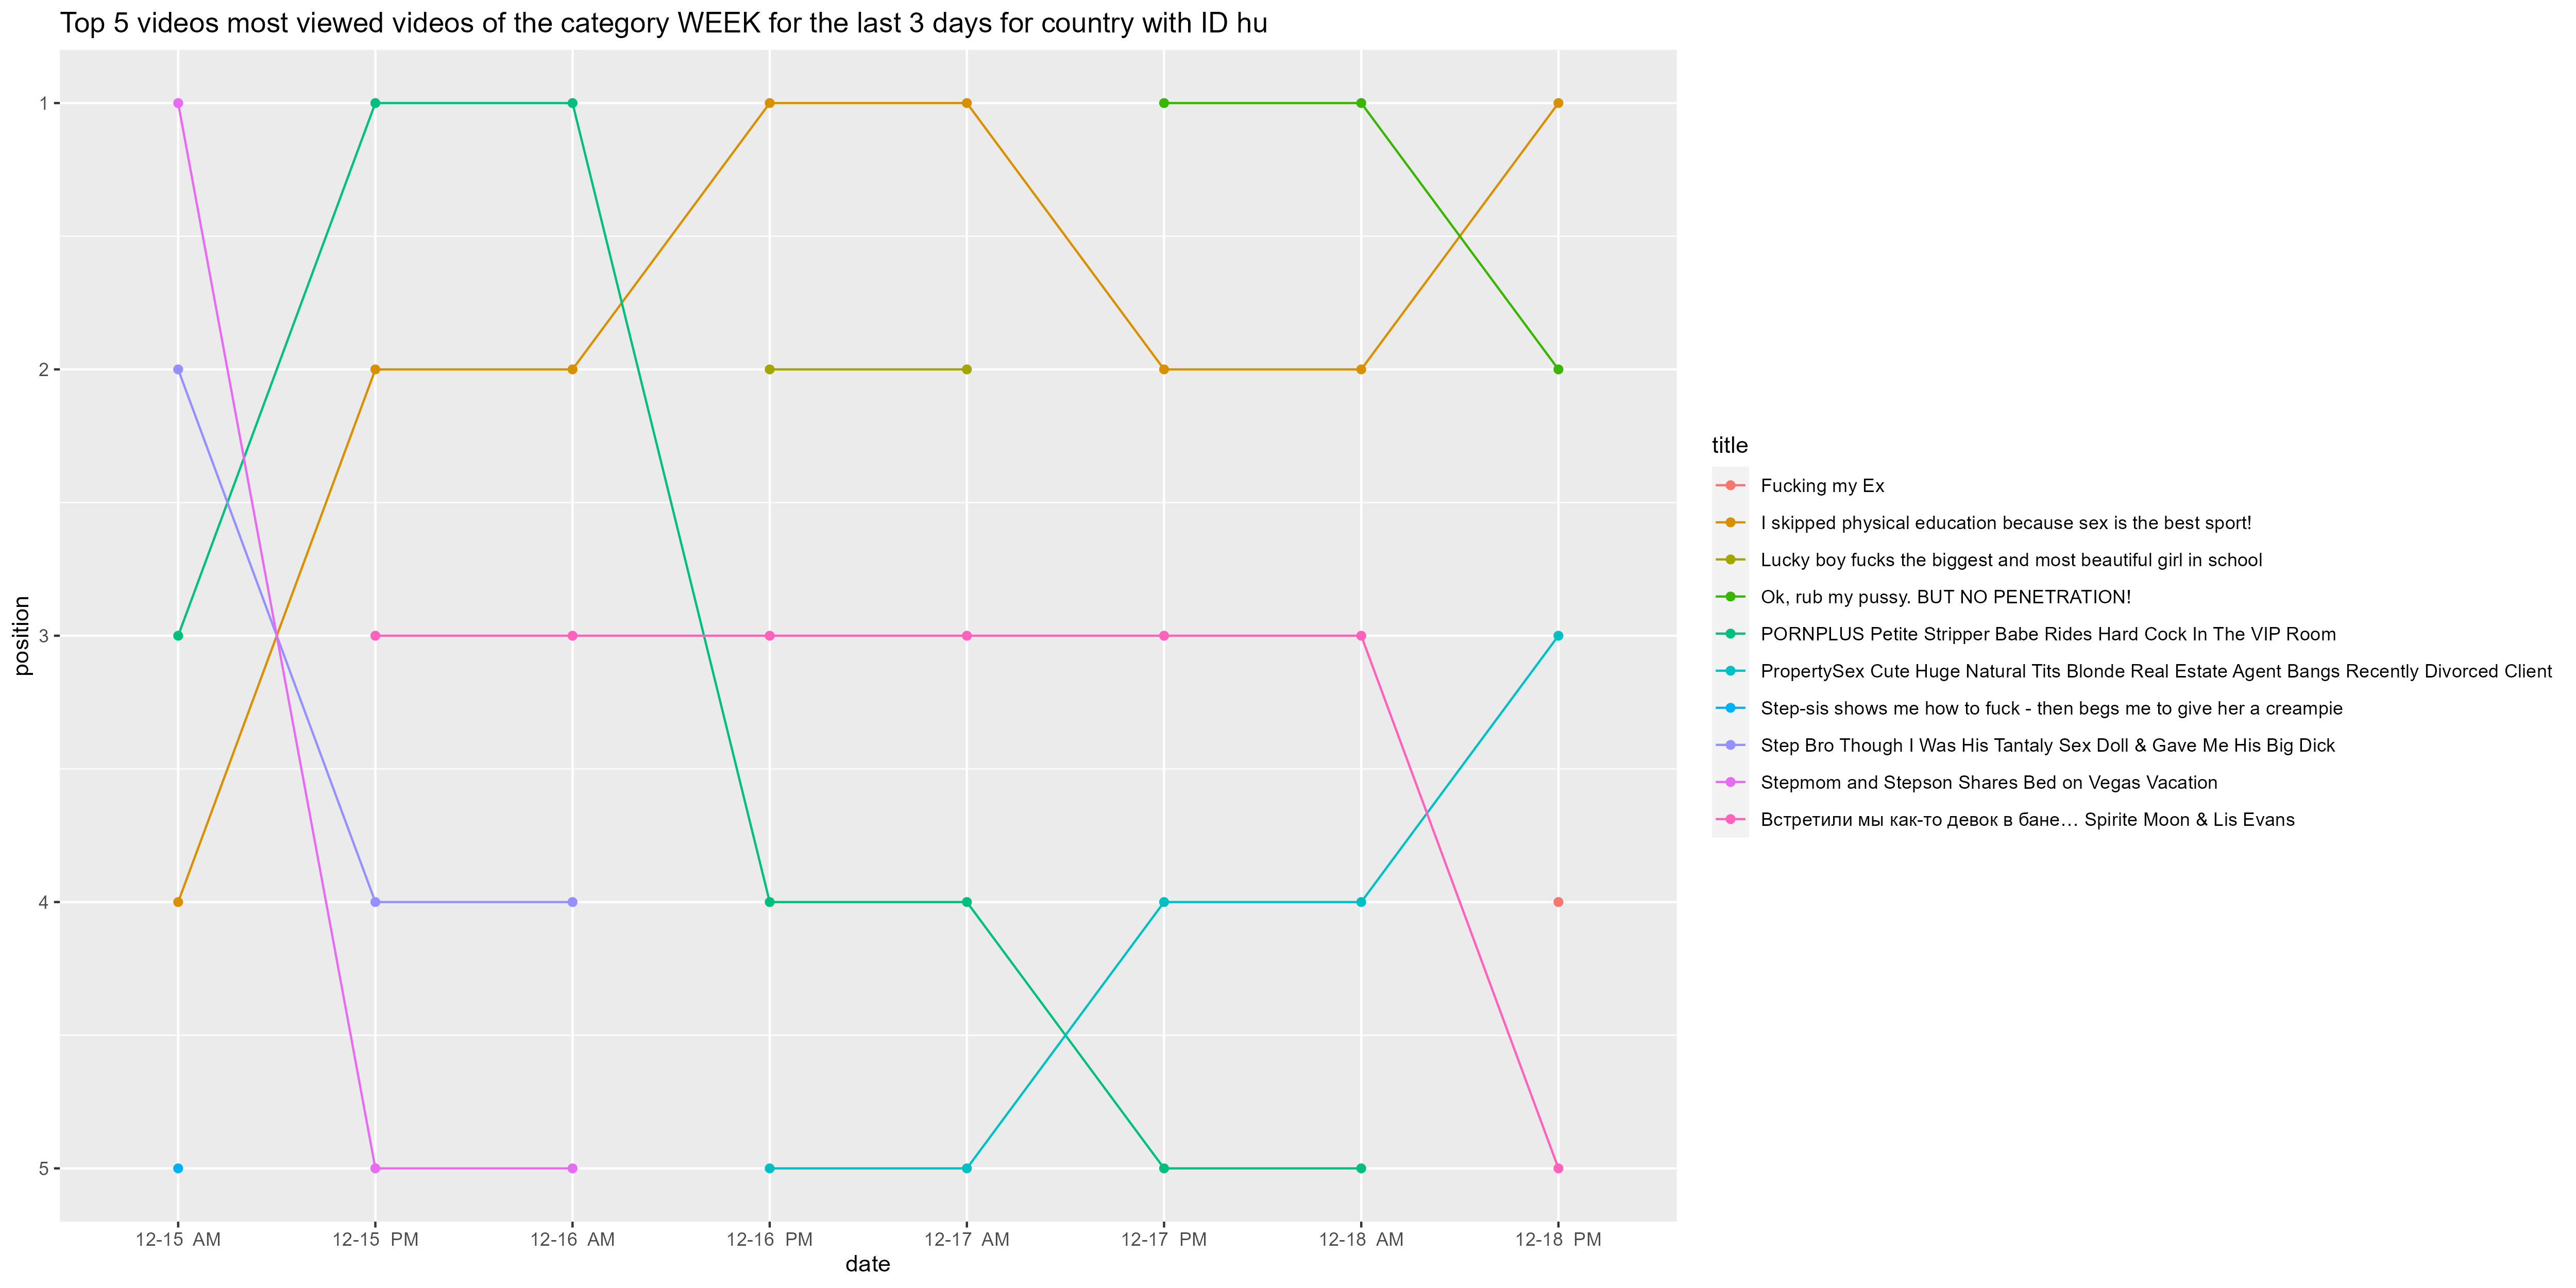 Top 5 videos most viewed videos of the category WEEK for the last 3 days for country with ID hu
position
1
2
3
4
5
12-15 AM
12-15 PM
12-16 AM
12-16 PM
12-17 AM
12-17 PM
12-18 AM
12-18 PM
date
title
Fucking my Ex
I skipped physical education because sex is the best sport!
Lucky boy fucks the biggest and most beautiful girl in school
Ok, rub my pussy. BUT NO PENETRATION!
PORNPLUS Petite Stripper Babe Rides Hard Cock In The VIP Room
PropertySex Cute Huge Natural Tits Blonde Real Estate Agent Bangs Recently Divorced Client
Step-sis shows me how to fuck - then begs me to give her a creampie
Step Bro Though I Was His Tantaly Sex Doll & Gave Me His Big Dick
Stepmom and Stepson Shares Bed on Vegas Vacation
Встретили мы как-то девок в бане… Spirite Moon & Lis Evans